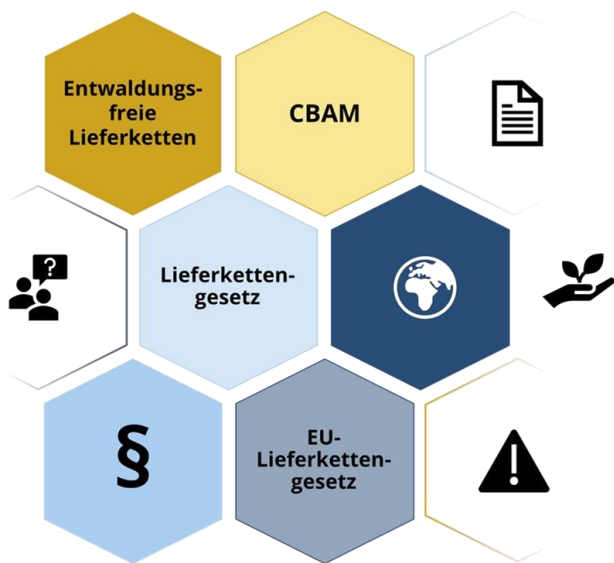 Entwaldungs-
freie
Lieferketten
CBAM
?
Lieferketten-
gesetz
§
EU-
Lieferketten-
gesetz
!